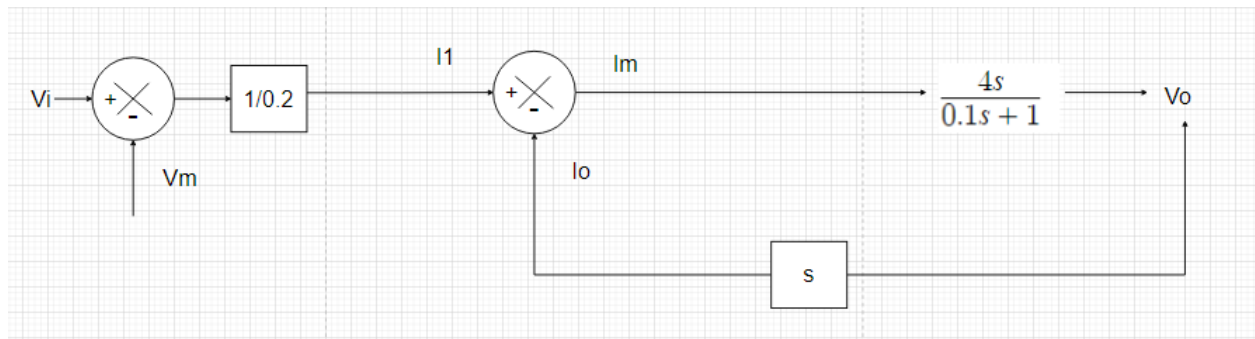 Vi
+
-
Vm
1/0.2
I1
+
-
Im
Io
4s
0.1s + 1
Vo
s